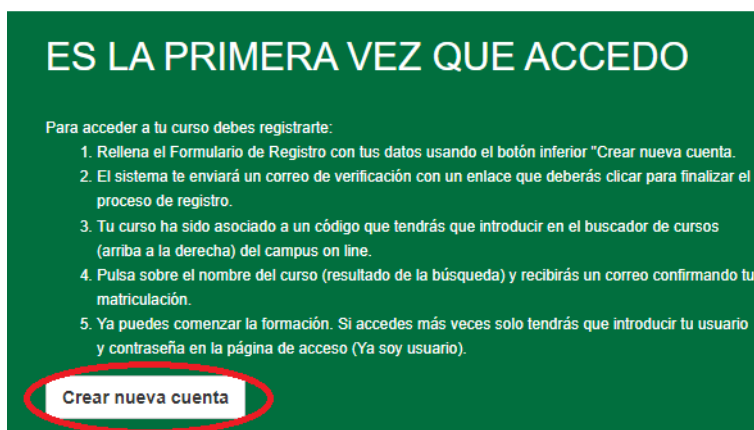 ES LA PRIMERA VEZ QUE ACCEDO
Para acceder a tu curso debes registrarte:
1. Rellena el Formulario de Registro con tus datos usando el botón inferior "Crear nueva cuenta.
2. El sistema te enviará un correo de verificación con un enlace que deberás clicar para finalizar el
proceso de registro.
3. Tu curso ha sido asociado a un código que tendrás que introducir en el buscador de cursos
(arriba a la derecha) del campus on line.
4. Pulsa sobre el nombre del curso (resultado de la búsqueda) y recibirás un correo confirmando tu
matriculación.
5. Ya puedes comenzar la formación. Si accedes más veces solo tendrás que introducir tu usuario
y contraseña en la página de acceso (Ya soy usuario).
Crear nueva cuenta